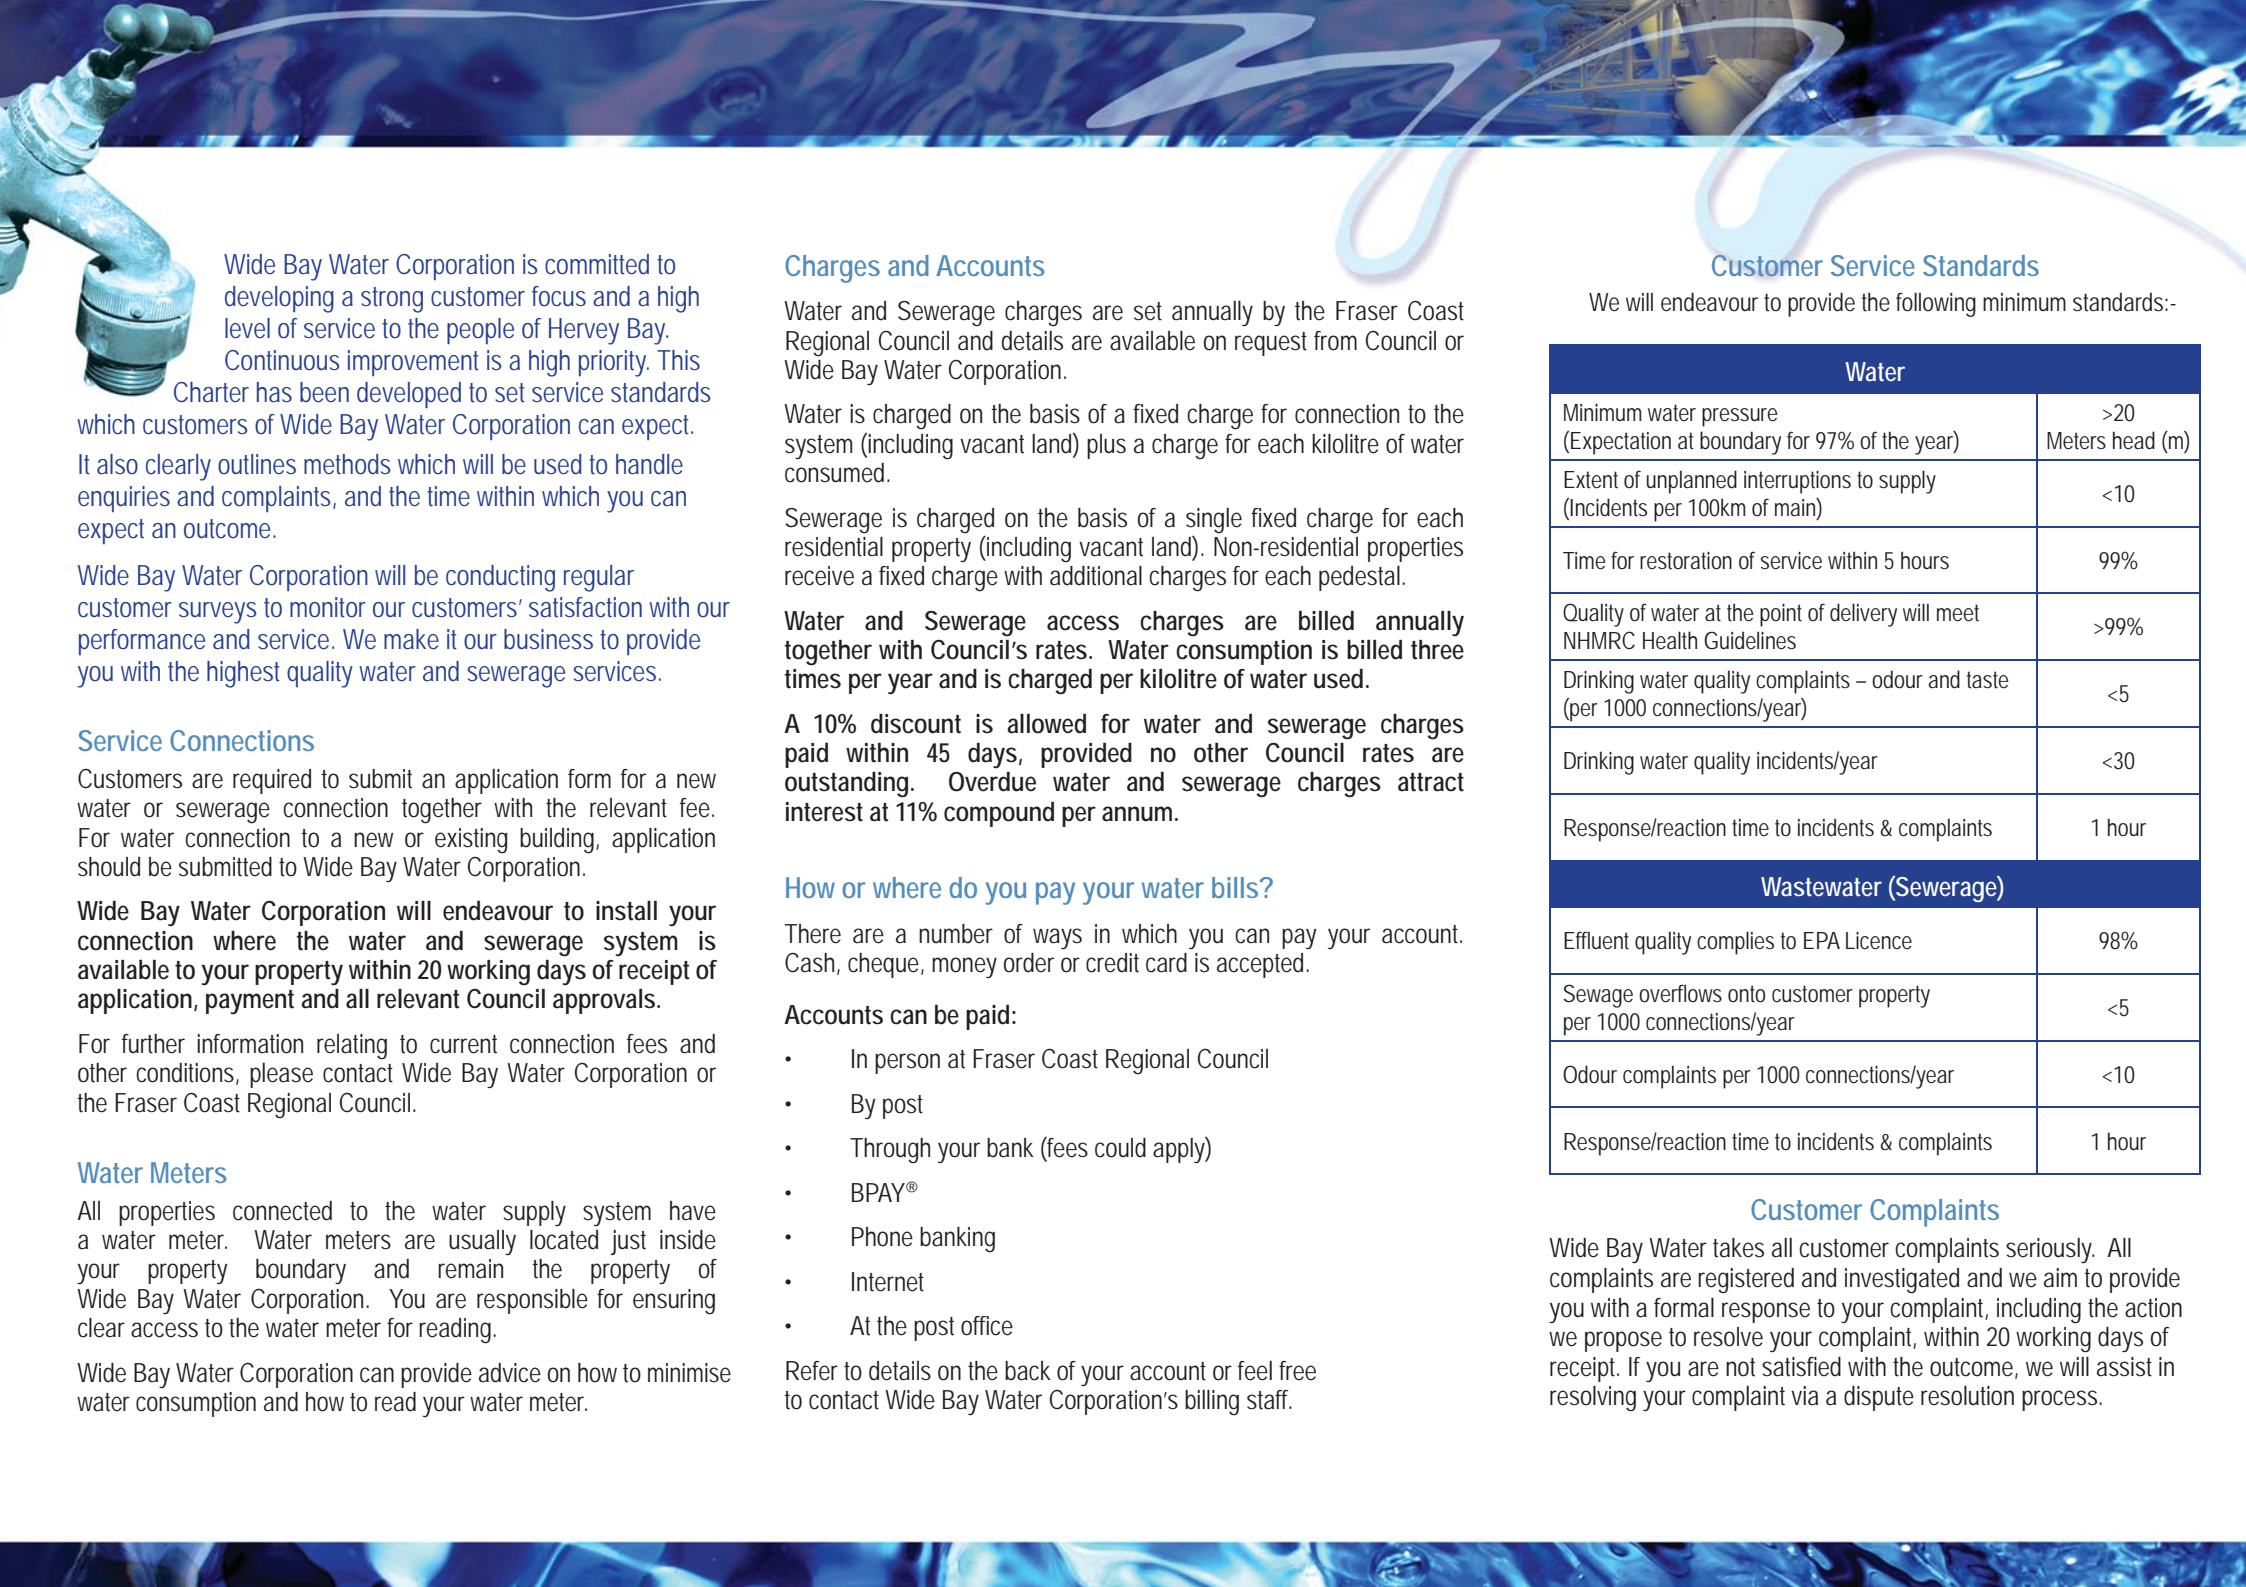 Wide Bay Water Corporation is committed to
developing a strong customer focus and a high
level of service to the people of Hervey Bay.
Continuous improvement is a high priority. This
Charter has been developed to set service standards
which customers of Wide Bay Water Corporation can expect.
It also clearly outlines methods which will be used to handle
enquiries and complaints, and the time within which you can
expect an outcome.
Wide Bay Water Corporation will be conducting regular
customer surveys to monitor our customers' satisfaction with our
performance and service. We make it our business to provide
you with the highest quality water and sewerage services.
Service Connections
Customers are required to submit an application form for a new
water or sewerage connection together with the relevant fee.
For water connection to a new or existing building, application
should be submitted to Wide Bay Water Corporation.
Wide Bay Water Corporation will endeavour to install your
connection where the water and sewerage system is
available to your property within 20 working days of receipt of
application, payment and all relevant Council approvals.
For further information relating to current connection fees and
other conditions, please contact Wide Bay Water Corporation or
the Fraser Coast Regional Council.
Water Meters
All properties connected to the water supply system have
a water meter. Water meters are usually located just inside
your property boundary and remain the property of
Wide Bay Water Corporation. You are responsible for ensuring
clear access to the water meter for reading.
Wide Bay Water Corporation can provide advice on how to minimise
water consumption and how to read your water meter.
Charges and Accounts
Water and Sewerage charges are set annually by the Fraser Coast
Regional Council and details are available on request from Council or
Wide Bay Water Corporation.
Water is charged on the basis of a fixed charge for connection to the
system (including vacant land) plus a charge for each kilolitre of water
consumed.
Sewerage is charged on the basis of a single fixed charge for each
residential property (including vacant land). Non-residential properties
receive a fixed charge with additional charges for each pedestal.
Water and Sewerage access charges are billed annually
together with Council's rates. Water consumption is billed three
times per year and is charged per kilolitre of water used.
A 10% discount is allowed for water and sewerage charges
paid within 45 days, provided no other Council rates are
outstanding. Overdue water and sewerage charges attract
interest at 11% compound per annum.
How or where do you pay your water bills?
There are a number of ways in which you can pay your account.
Cash, cheque, money order or credit card is accepted.
Accounts can be paid:
• In person at Fraser Coast Regional Council
• By post
• Through your bank (fees could apply)
• BPAY®
• Phone banking
• Internet
• At the post office
Refer to details on the back of your account or feel free
to contact Wide Bay Water Corporation's billing staff.
Customer Service Standards
We will endeavour to provide the following minimum standards:-
Water
Minimum water pressure
(Expectation at boundary for 97% of the year)
>20
Meters head (m)
Extent of unplanned interruptions to supply
(Incidents per 100km of main)
<10
Time for restoration of service within 5 hours
99%
Quality of water at the point of delivery will meet
NHMRC Health Guidelines
>99%
Drinking water quality complaints – odour and taste
(per 1000 connections/year)
<5
Drinking water quality incidents/year
<30
Response/reaction time to incidents & complaints
1 hour
Wastewater (Sewerage)
Effluent quality complies to EPA Licence
98%
Sewage overflows onto customer property
per 1000 connections/year
<5
Odour complaints per 1000 connections/year
<10
Response/reaction time to incidents & complaints
1 hour
Customer Complaints
Wide Bay Water takes all customer complaints seriously. All
complaints are registered and investigated and we aim to provide
you with a formal response to your complaint, including the action
we propose to resolve your complaint, within 20 working days of
receipt. If you are not satisfied with the outcome, we will assist in
resolving your complaint via a dispute resolution process.